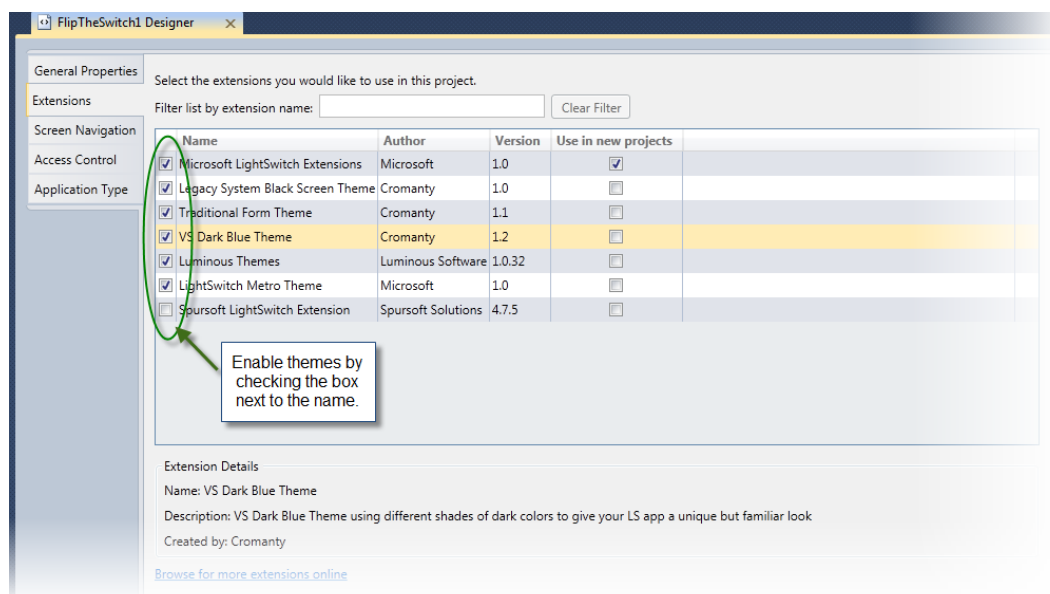 FlipTheSwitch1 Designer
General Properties
Extensions
Screen Navigation
Access Control
Application Type
Select the extensions you would like to use in this project.
Filter list by extension name: Clear Filter
Name Author Version Use in new projects
Microsoft LightSwitch Extensions Microsoft 1.0
Legacy System Black Screen Theme Cromanty 1.0
Traditional Form Theme Cromanty 1.1
VS Dark Blue Theme Cromanty 1.2
Luminous Themes Luminous Software 1.0.32
LightSwitch Metro Theme Microsoft 1.0
Spursoft LightSwitch Extension Spursoft Solutions 4.7.5
Enable themes by
checking the box
next to the name.
Extension Details
Name: VS Dark Blue Theme
Description: VS Dark Blue Theme using different shades of dark colors to give your LS app a unique but familiar look
Created by: Cromanty
Browse for more extensions online